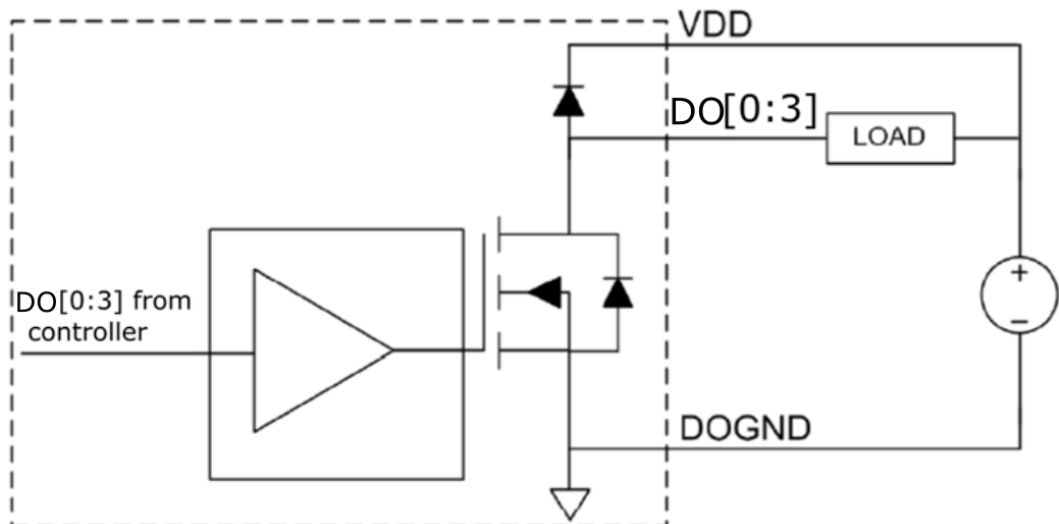 VDD
DO[0:3]
LOAD
DO[0:3] from
controller
+
−
DOGND